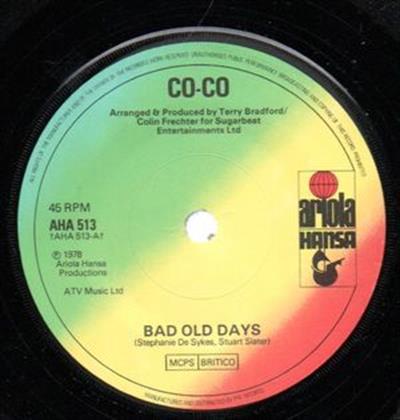 CO-CO
Arranged & Produced by Terry Bradford/
Colin Frechter for Sugarbeat
Entertainments Ltd
45 RPM
AHA 513
†AHA 513-A†
℗ 1978
Ariola Hansa
Productions
ATV Music Ltd
ariola
HANSA
BAD OLD DAYS
(Stephanie De Sykes, Stuart Slater)
MCPS BRITICO